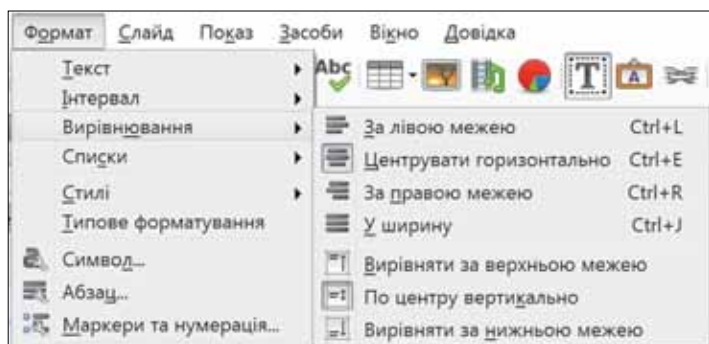 Формат Слайд Показ Засоби Вікно Довідка
Текст
Інтервал
Вирівнювання
Списки
Стилі
Типове форматування
Символ...
Абзац...
Маркери та нумерація...
Abc T A
За лівою межею Ctrl+L
Центрувати горизонтально Ctrl+E
За правою межею Ctrl+R
У ширину Ctrl+J
Вирівняти за верхньою межею
По центру вертикально
Вирівняти за нижньою межею